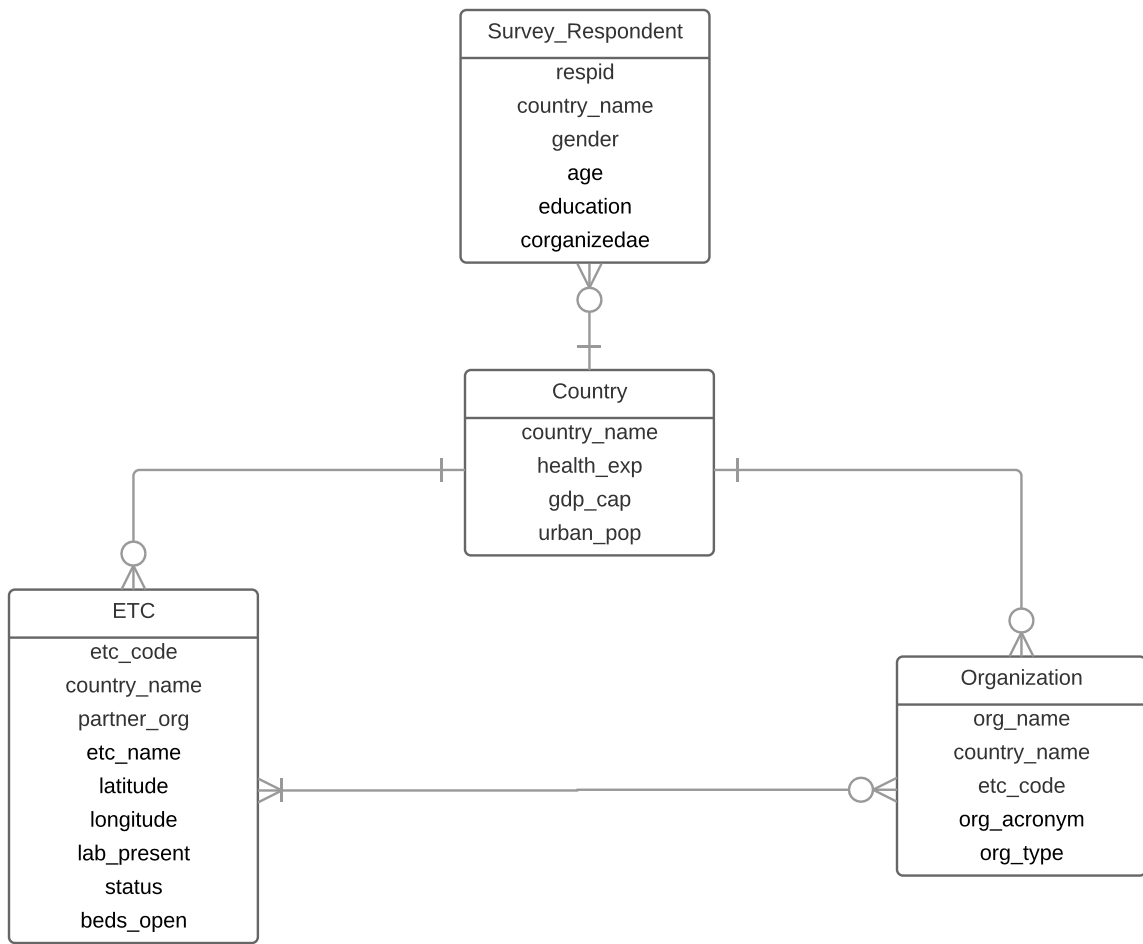 Survey_Respondent
respid
country_name
gender
age
education
corganizedae
Country
country_name
health_exp
gdp_cap
urban_pop
ETC
etc_code
country_name
partner_org
etc_name
latitude
longitude
lab_present
status
beds_open
Organization
org_name
country_name
etc_code
org_acronym
org_type